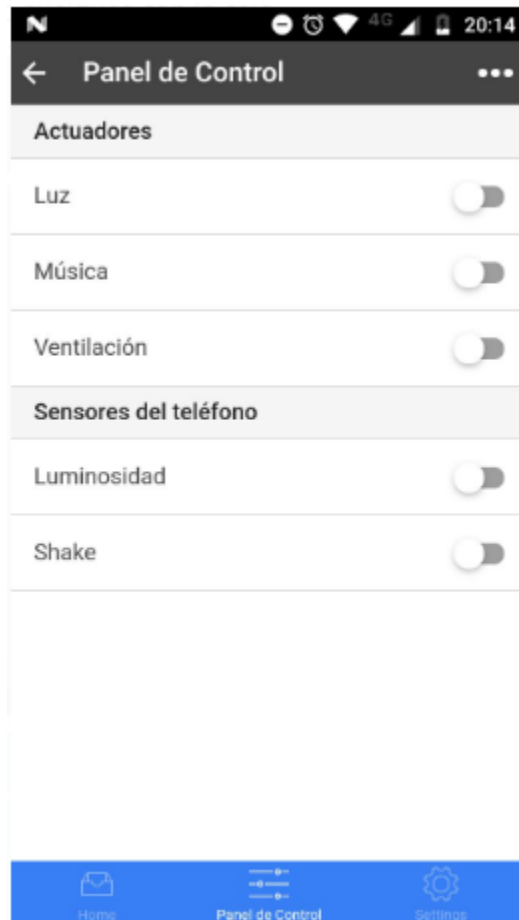 4G 20:14
Panel de Control
Actuadores
Luz
Música
Ventilación
Sensores del teléfono
Luminosidad
Shake
Home Panel de Control Settings